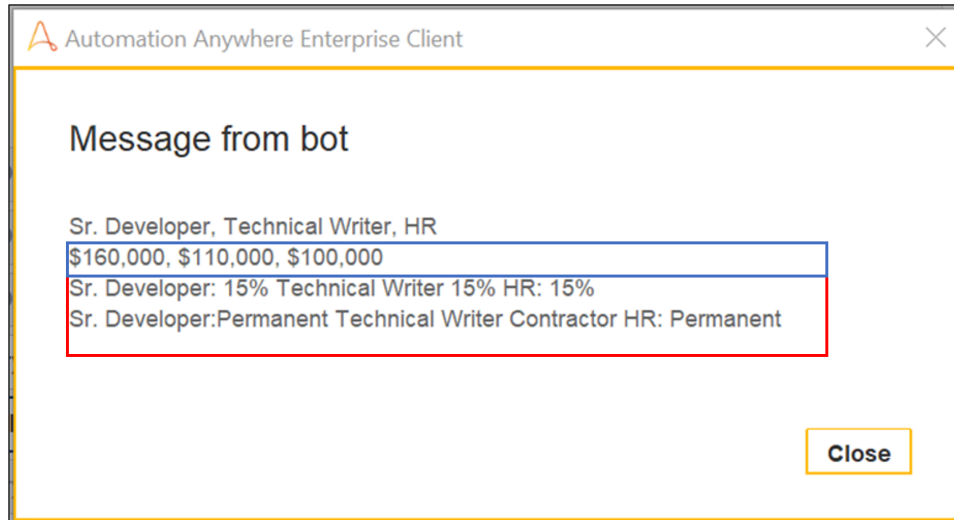 Automation Anywhere Enterprise Client
Message from bot
Sr. Developer, Technical Writer, HR
$160,000, $110,000, $100,000
Sr. Developer: 15% Technical Writer 15% HR: 15%
Sr. Developer:Permanent Technical Writer Contractor HR: Permanent
Close